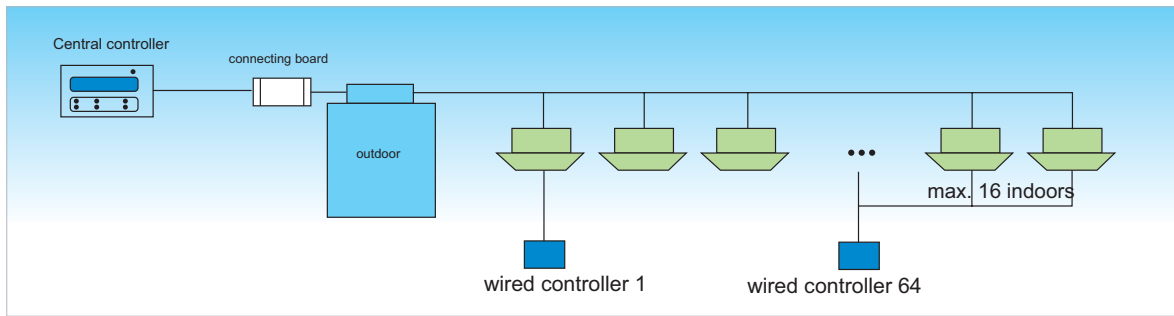 Central controller
connecting board
outdoor
max. 16 indoors
wired controller 1
wired controller 64